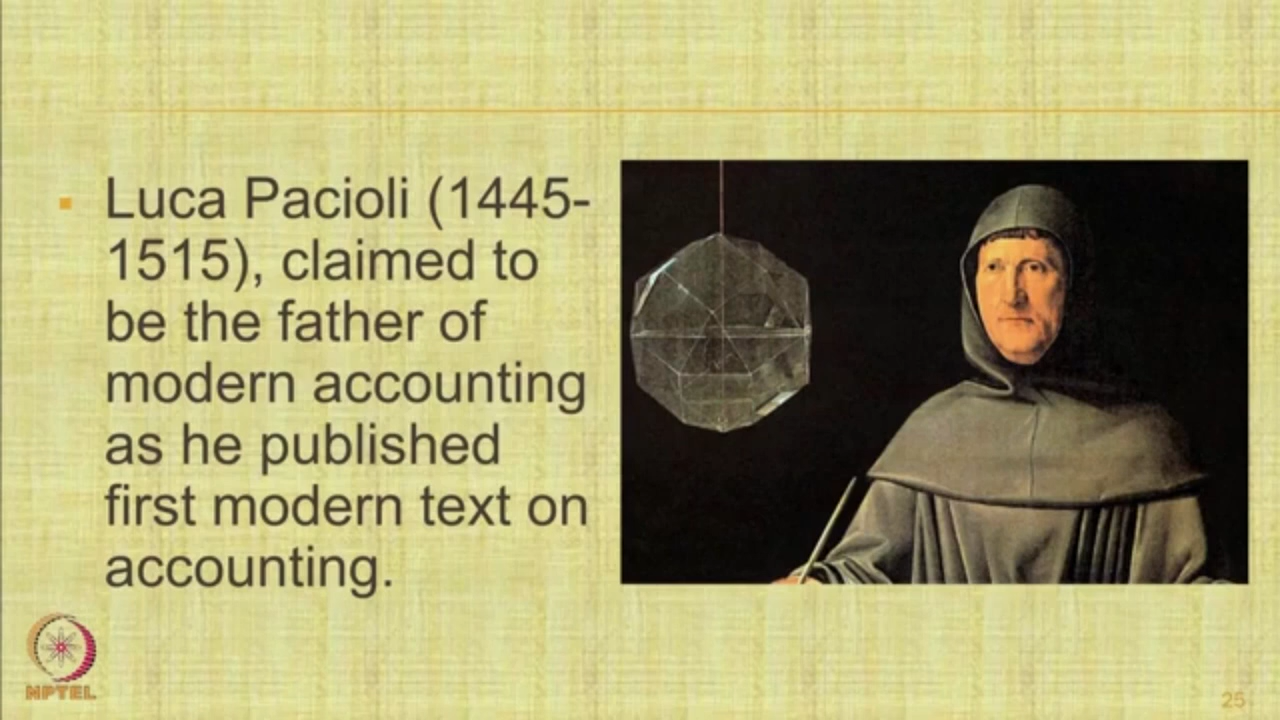 Luca Pacioli (1445-
1515), claimed to
be the father of
modern accounting
as he published
first modern text on
accounting.
NPTEL
25